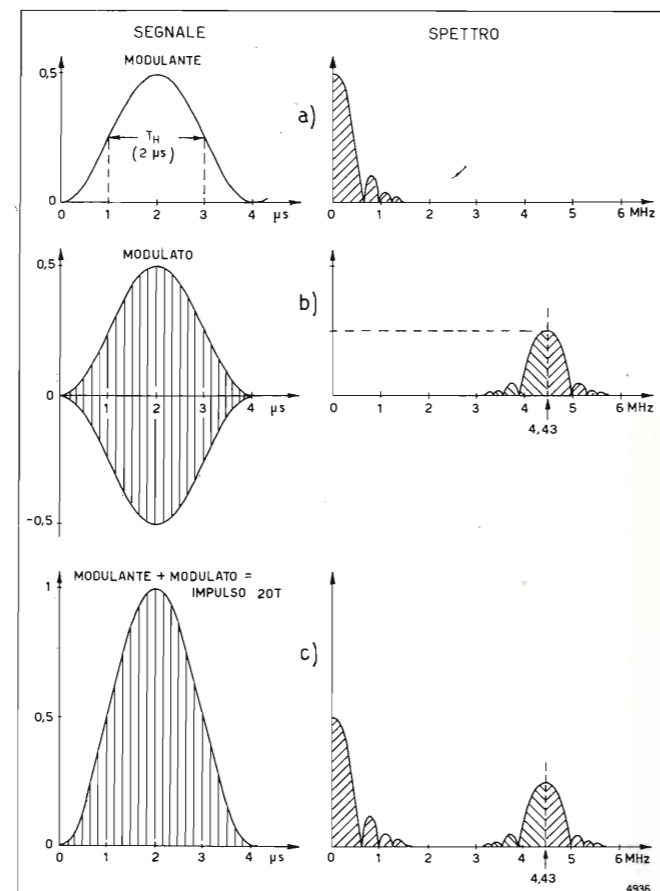 SEGNALE SPETTRO
MODULANTE
0,5
T_H
(2 µs)
a)
0
0 1 2 3 4 µs
0 1 2 3 4 5 6 MHz
MODULATO
0,5
b)
0
0 1 2 3 4 µs
0 1 2 3 4 5 6 MHz
4,43
-0,5
MODULANTE + MODULATO =
IMPULSO 20T
1
c)
0,5
0
0 1 2 3 4 µs
0 1 2 3 4 5 6 MHz
4,43
4936